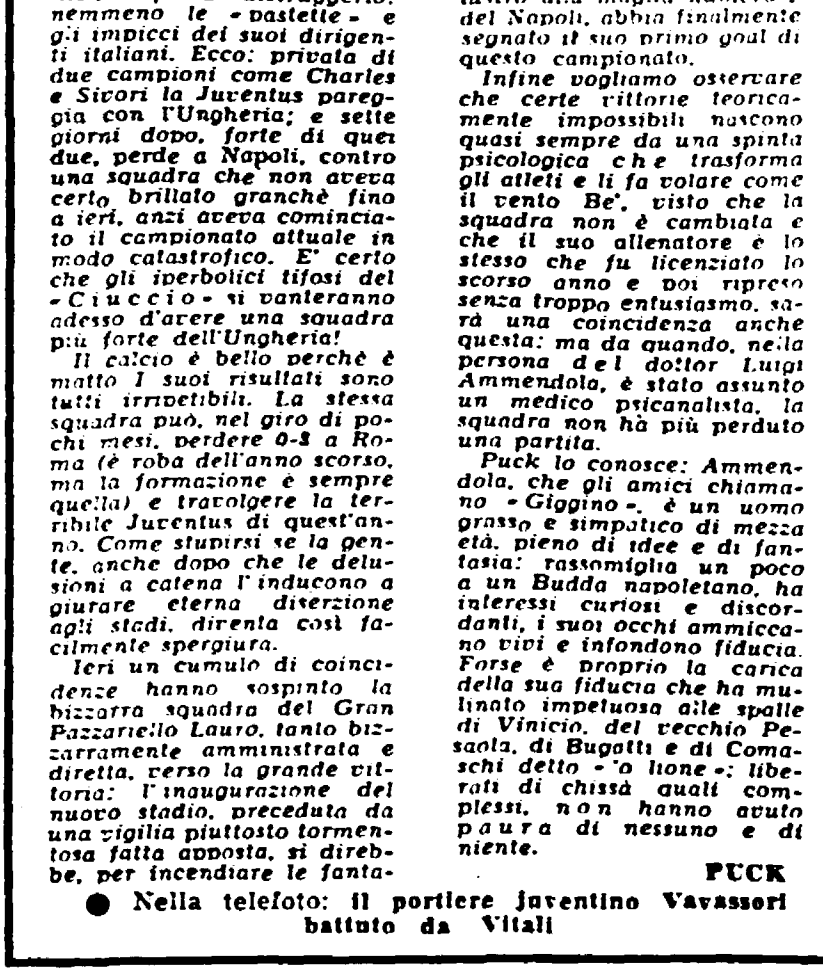 nemmeno le « pastette » e
gli impicci dei suoi dirigen-
ti italiani. Ecco: privata di
due campioni come Charles
e Sivori la Juventus pareg-
gia con l'Ungheria; e sette
giorni dopo, forte di quei
due, perde a Napoli, contro
una squadra che non aveva
certo brillato granchè fino
a ieri, anzi aveva comincia-
to il campionato attuale in
modo catastrofico. E' certo
che gli iperbolici tifosi del
« Ciuccio » si vanteranno
adesso d'avere una squadra
più forte dell'Ungheria!
Il calcio è bello perchè è
matto I suoi risultati sono
tutti irripetibili. La stessa
squadra può, nel giro di po-
chi mesi, perdere 0-8 a Ro-
ma (è roba dell'anno scorso,
ma la formazione è sempre
quella) e travolgere la ter-
ribile Juventus di quest'an-
no. Come stupirsi se la gen-
te, anche dopo che le delu-
sioni a catena l'inducono a
giurare eterna diserzione
agli stadi, diventa così fa-
cilmente spergiura.
Ieri un cumulo di coinci-
denze hanno sospinto la
bizzarra squadra del Gran
Pazzariello Lauro, tanto biz-
zarramente amministrata e
diretta, verso la grande vit-
toria: l'inaugurazione del
nuovo stadio, preceduta da
una vigilia piuttosto tormen-
tosa fatta apposta, si direb-
be, per incendiare le fanta-
del Napoli, abbia finalmente
segnato il suo primo goal di
questo campionato.
Infine vogliamo osservare
che certe vittorie teorica-
mente impossibili nascono
quasi sempre da una spinta
psicologica che trasforma
gli atleti e li fa volare come
il vento Be', visto che la
squadra non è cambiata e
che il suo allenatore è lo
stesso che fu licenziato lo
scorso anno e poi ripreso
senza troppo entusiasmo, sa-
rà una coincidenza anche
questa: ma da quando, nella
persona del dottor Luigi
Ammendola, è stato assunto
un medico psicanalista, la
squadra non hà più perduto
una partita.
Puck lo conosce: Ammen-
dola, che gli amici chiama-
no « Giggino », è un uomo
grasso e simpatico di mezza
età, pieno di idee e di fan-
tasia: rassomiglia un poco
a un Budda napoletano, ha
interessi curiosi e discor-
danti, i suoi occhi ammicca-
no vivi e infondono fiducia.
Forse è proprio la carica
della sua fiducia che ha mu-
linato impetuosa alle spalle
di Vinicio, del vecchio Pe-
saola, di Bugatti e di Coma-
schi detto « 'o lione »: libe-
rati di chissà quali com-
plessi, non hanno avuto
paura di nessuno e di
niente.
PUCK
● Nella telefoto: il portiere juventino Vavassori
battuto da Vitali